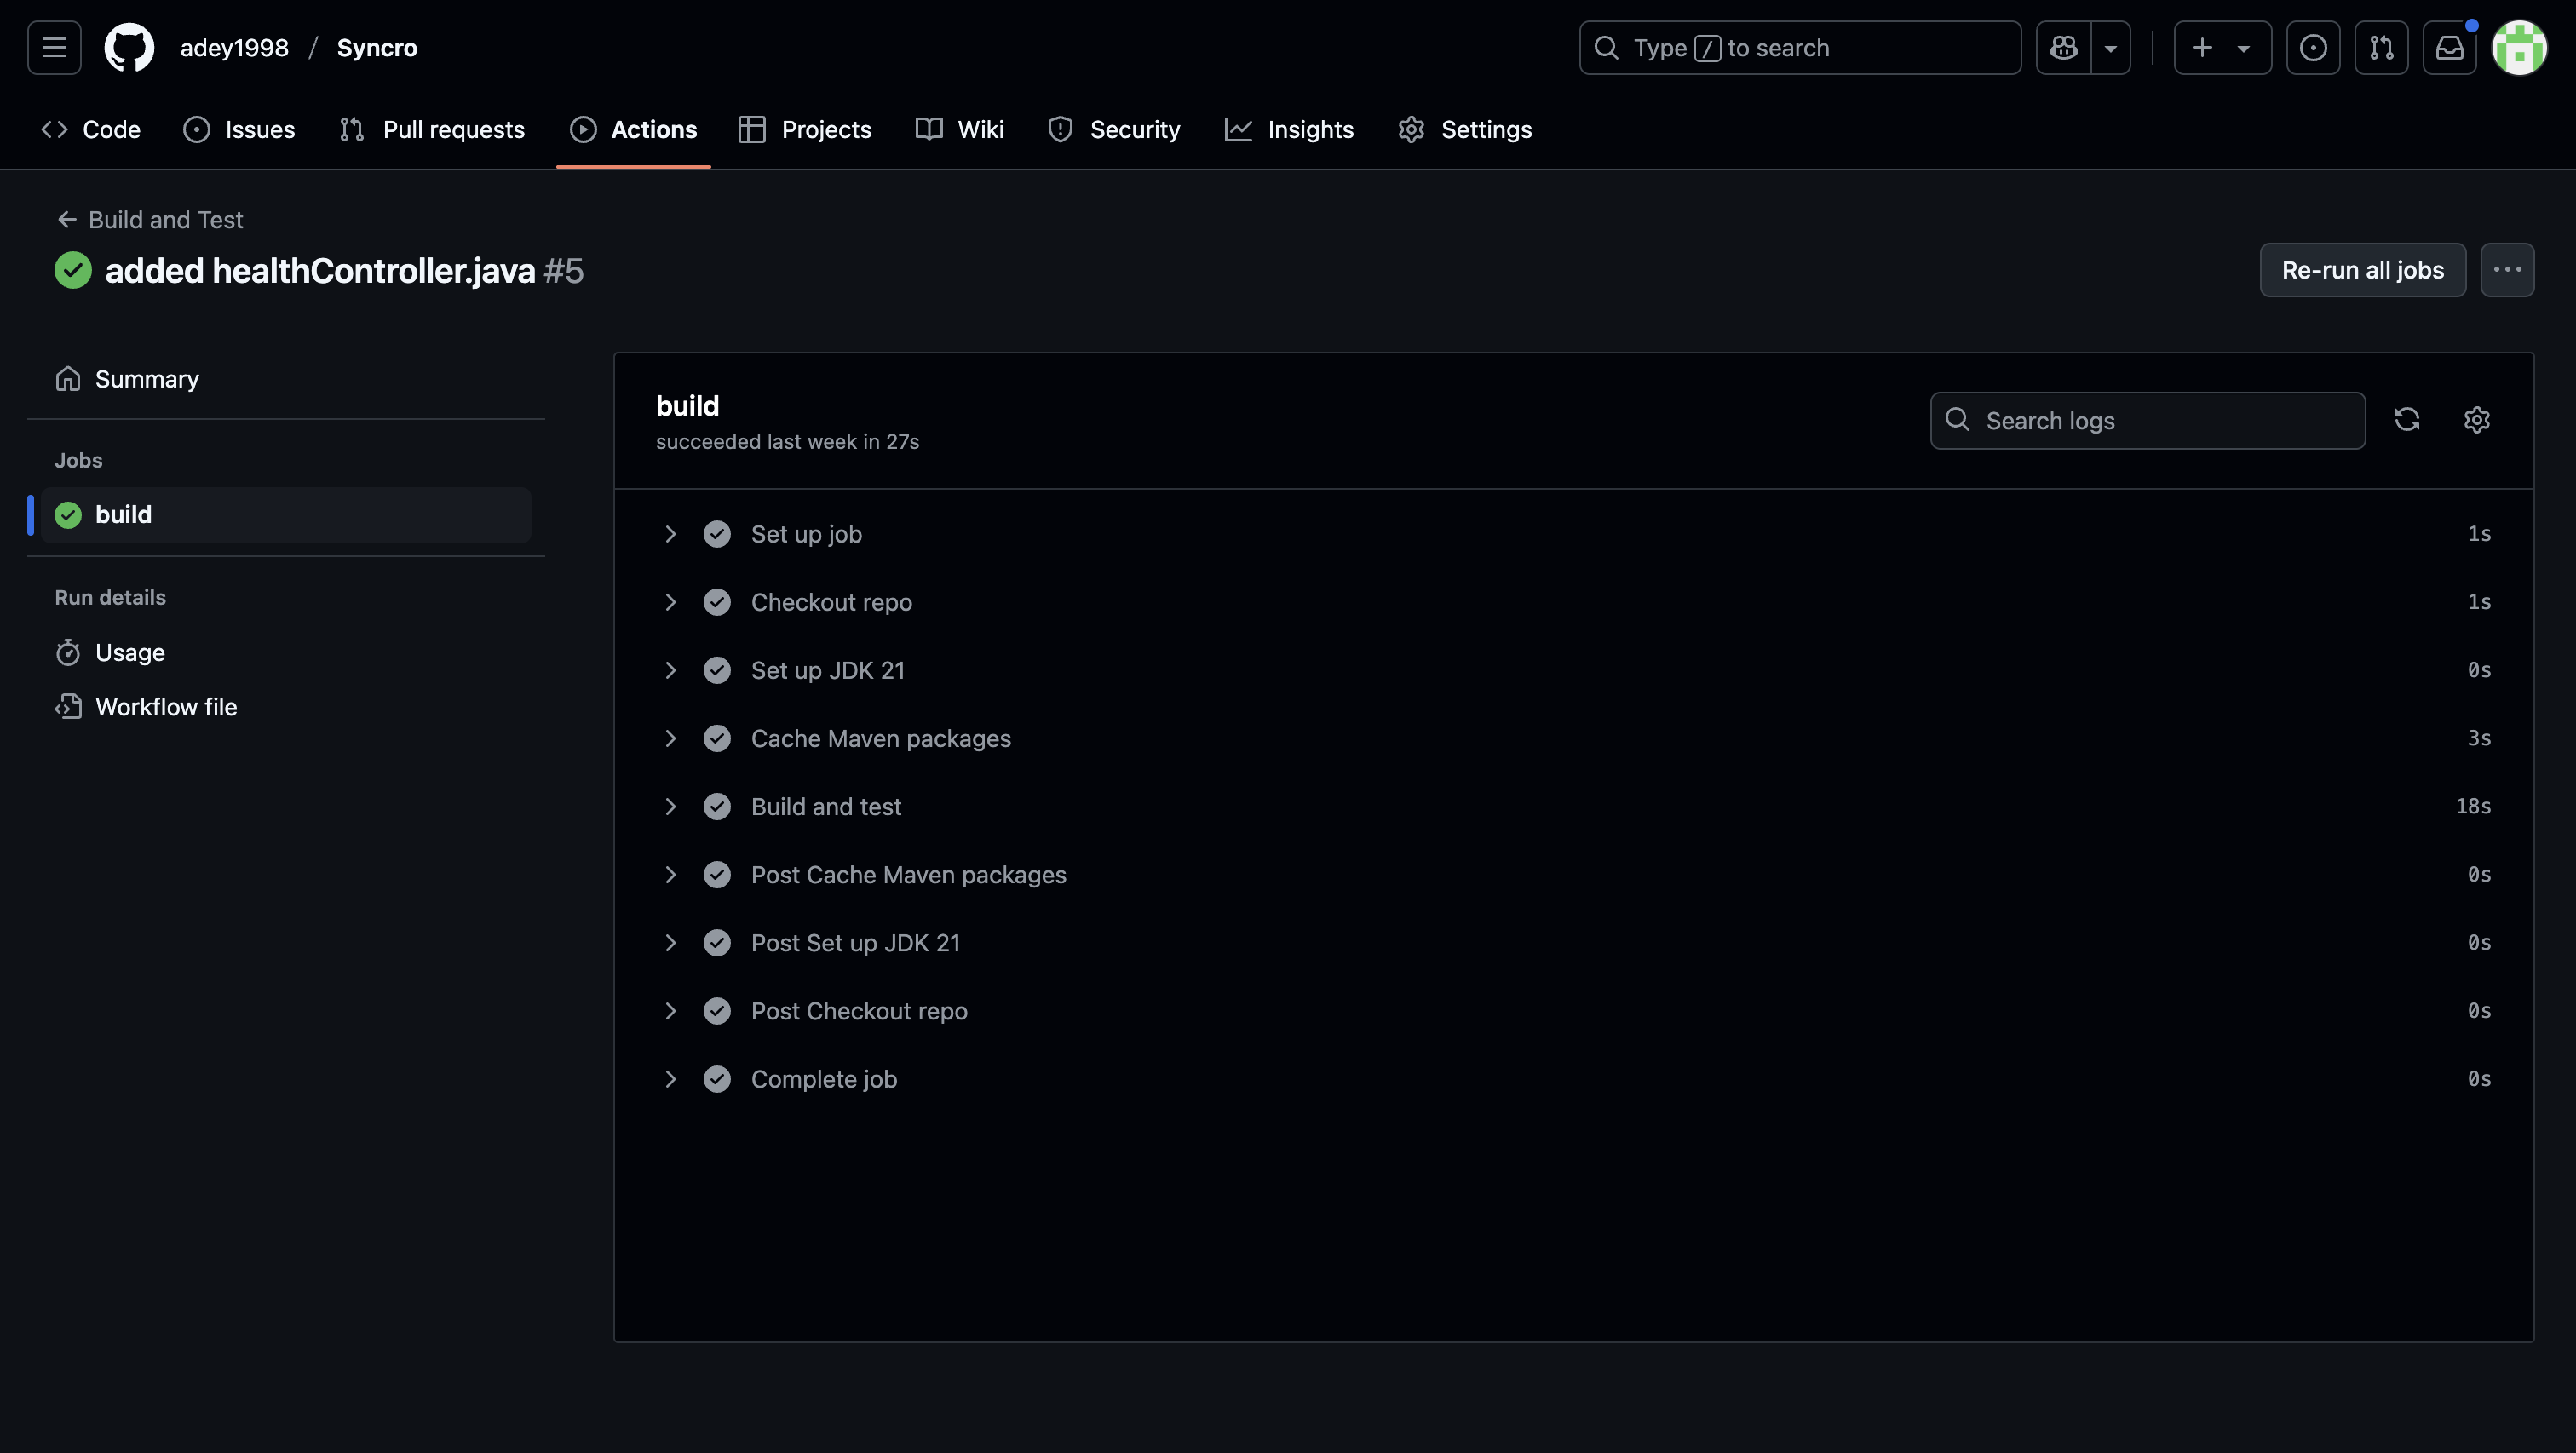 adey1998 / Syncro
Type / to search
Code Issues Pull requests Actions Projects Wiki Security Insights Settings
Build and Test
added healthController.java #5
Re-run all jobs
Summary
Jobs
build
Run details
Usage
Workflow file
build
succeeded last week in 27s
Search logs
Set up job 1s
Checkout repo 1s
Set up JDK 21 0s
Cache Maven packages 3s
Build and test 18s
Post Cache Maven packages 0s
Post Set up JDK 21 0s
Post Checkout repo 0s
Complete job 0s